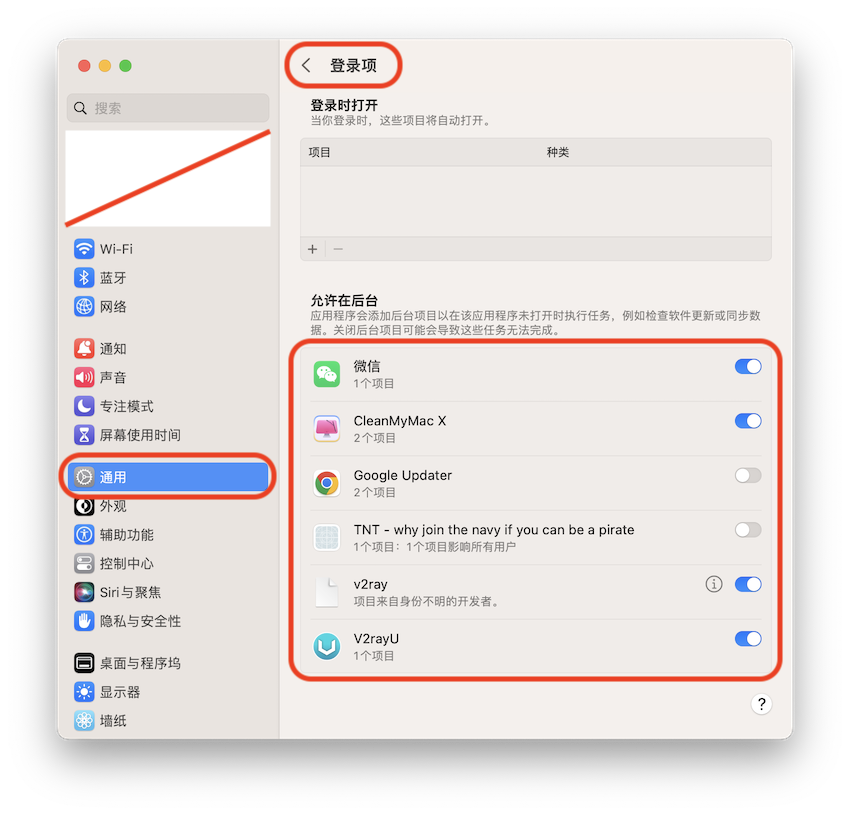 登录项
搜索
Wi-Fi
蓝牙
网络
通知
声音
专注模式
屏幕使用时间
通用
外观
辅助功能
控制中心
Siri与聚焦
隐私与安全性
桌面与程序坞
显示器
墙纸
登录时打开
当你登录时，这些项目将自动打开。
项目 种类
+ −
允许在后台
应用程序会添加后台项目以在该应用程序未打开时执行任务，例如检查软件更新或同步数
据。关闭后台项目可能会导致这些任务无法完成。
微信
1个项目
CleanMyMac X
2个项目
Google Updater
2个项目
TNT - why join the navy if you can be a pirate
1个项目：1个项目影响所有用户
v2ray
项目来自身份不明的开发者。
V2rayU
1个项目
?